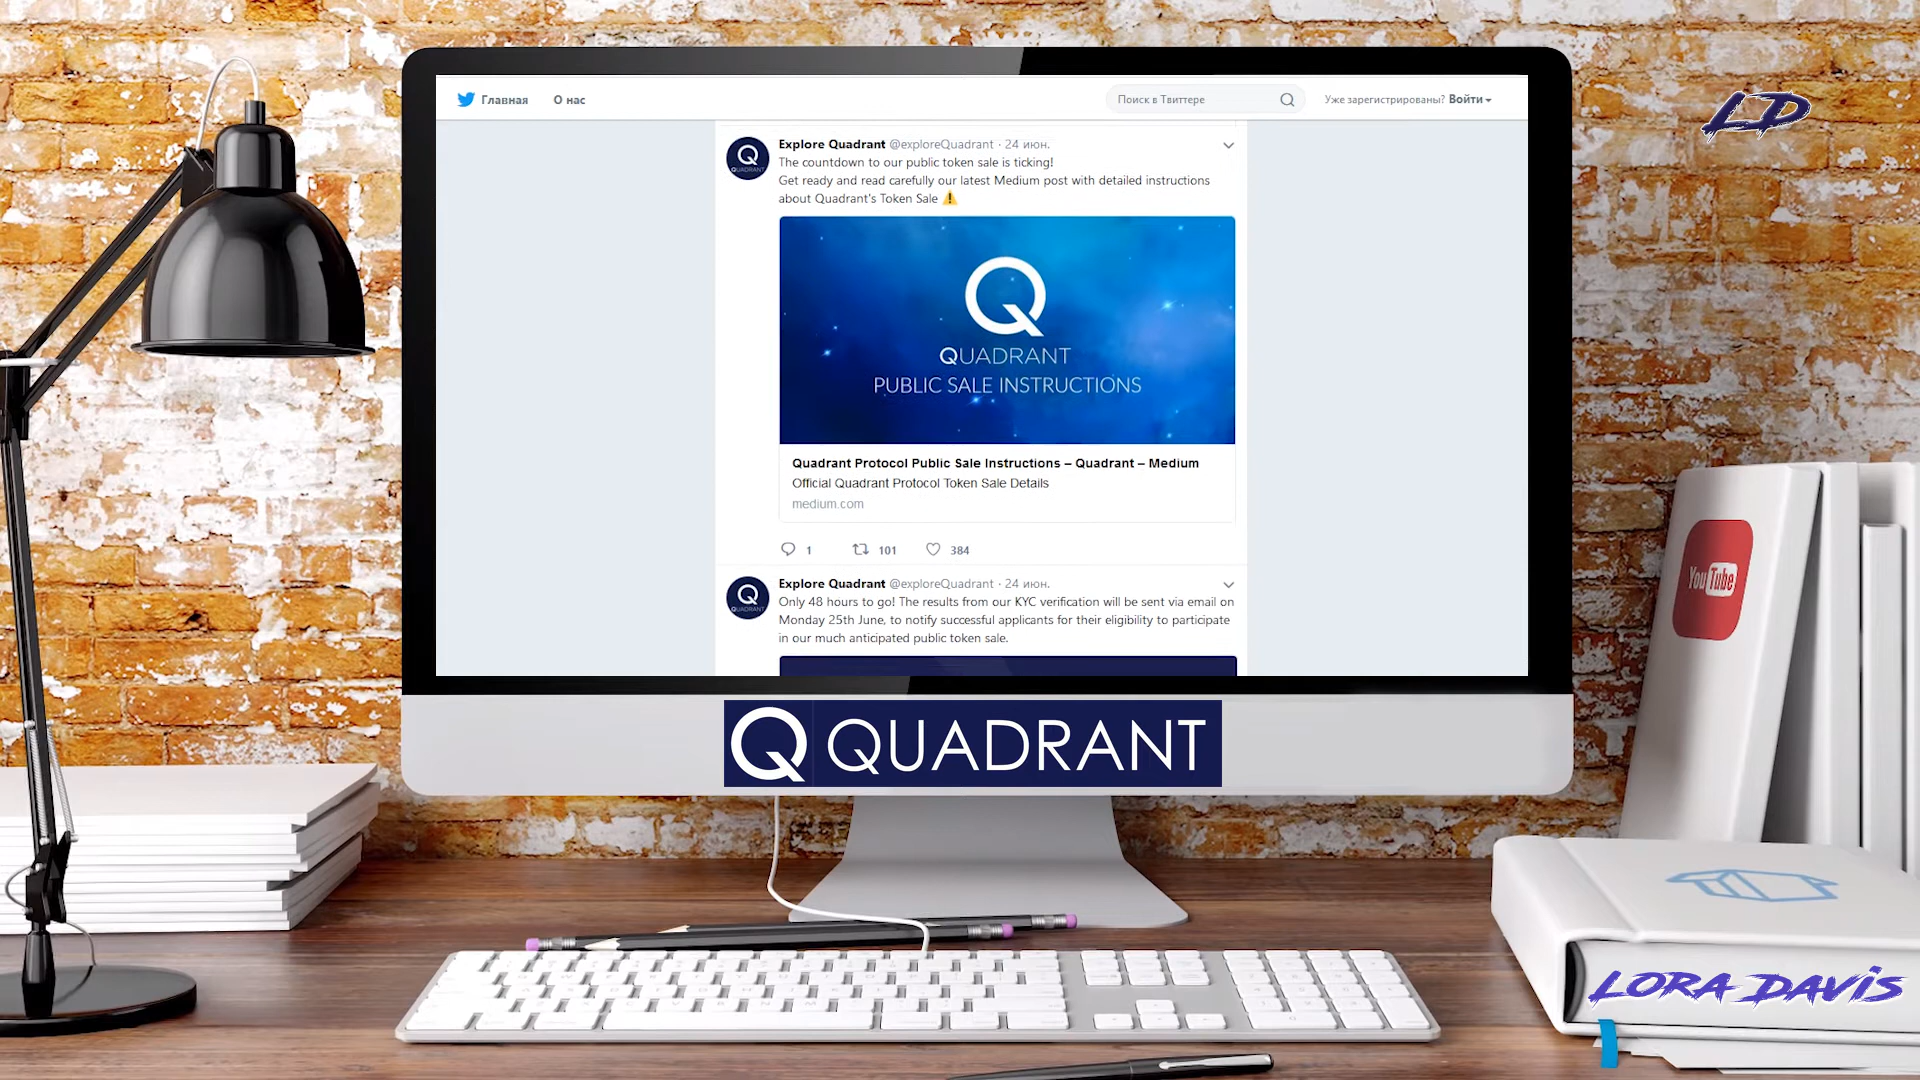 Главная О нас
Поиск в Твиттере
Уже зарегистрированы? Войти
LD
Explore Quadrant @exploreQuadrant · 24 июн.
The countdown to our public token sale is ticking!
Get ready and read carefully our latest Medium post with detailed instructions
about Quadrant's Token Sale ⚠
QUADRANT
PUBLIC SALE INSTRUCTIONS
Quadrant Protocol Public Sale Instructions – Quadrant – Medium
Official Quadrant Protocol Token Sale Details
medium.com
1 101 384
Explore Quadrant @exploreQuadrant · 24 июн.
Only 48 hours to go! The results from our KYC verification will be sent via email on
Monday 25th June, to notify successful applicants for their eligibility to participate
in our much anticipated public token sale.
Q QUADRANT
YouTube
LORA DAVIS